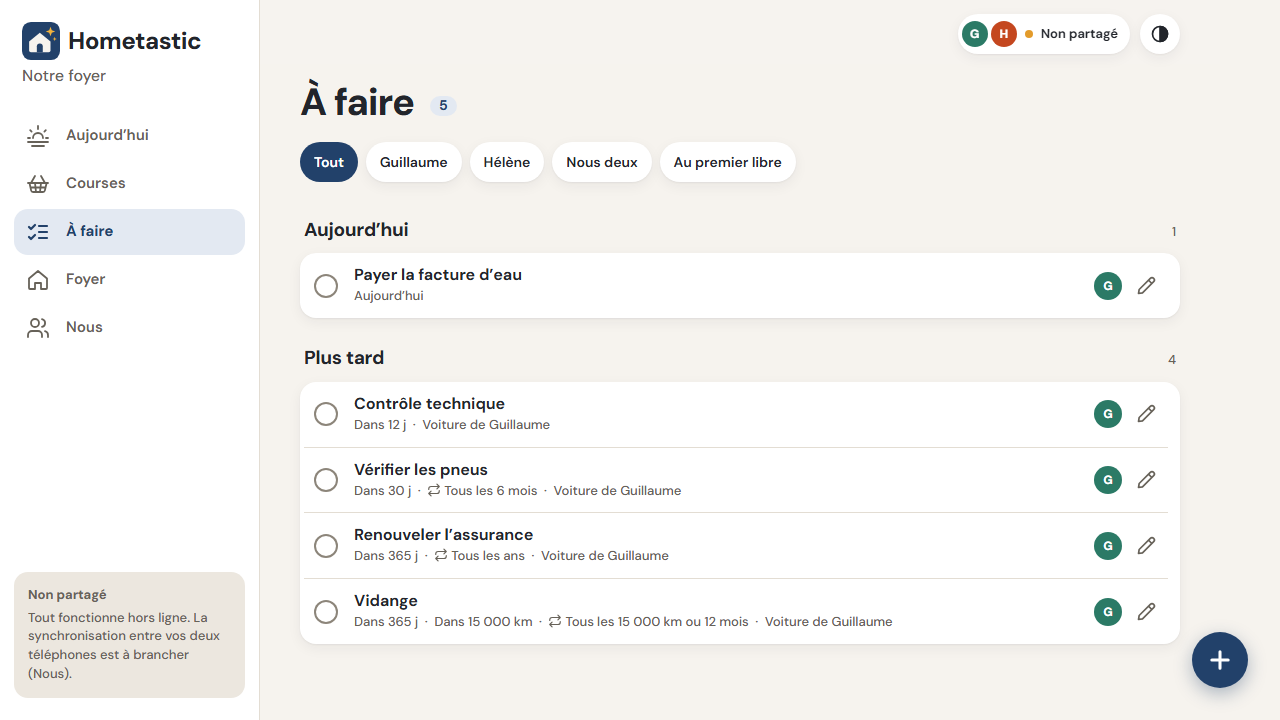 Hometastic
Notre foyer
Aujourd’hui
Courses
À faire
Foyer
Nous
Non partagé
Tout fonctionne hors ligne. La
synchronisation entre vos deux
téléphones est à brancher
(Nous).
G H Non partagé
À faire 5
Tout Guillaume Hélène Nous deux Au premier libre
Aujourd’hui 1
Payer la facture d’eau
Aujourd’hui
G
Plus tard 4
Contrôle technique
Dans 12 j · Voiture de Guillaume
G
Vérifier les pneus
Dans 30 j · Tous les 6 mois · Voiture de Guillaume
G
Renouveler l’assurance
Dans 365 j · Tous les ans · Voiture de Guillaume
G
Vidange
Dans 365 j · Dans 15 000 km · Tous les 15 000 km ou 12 mois · Voiture de Guillaume
G